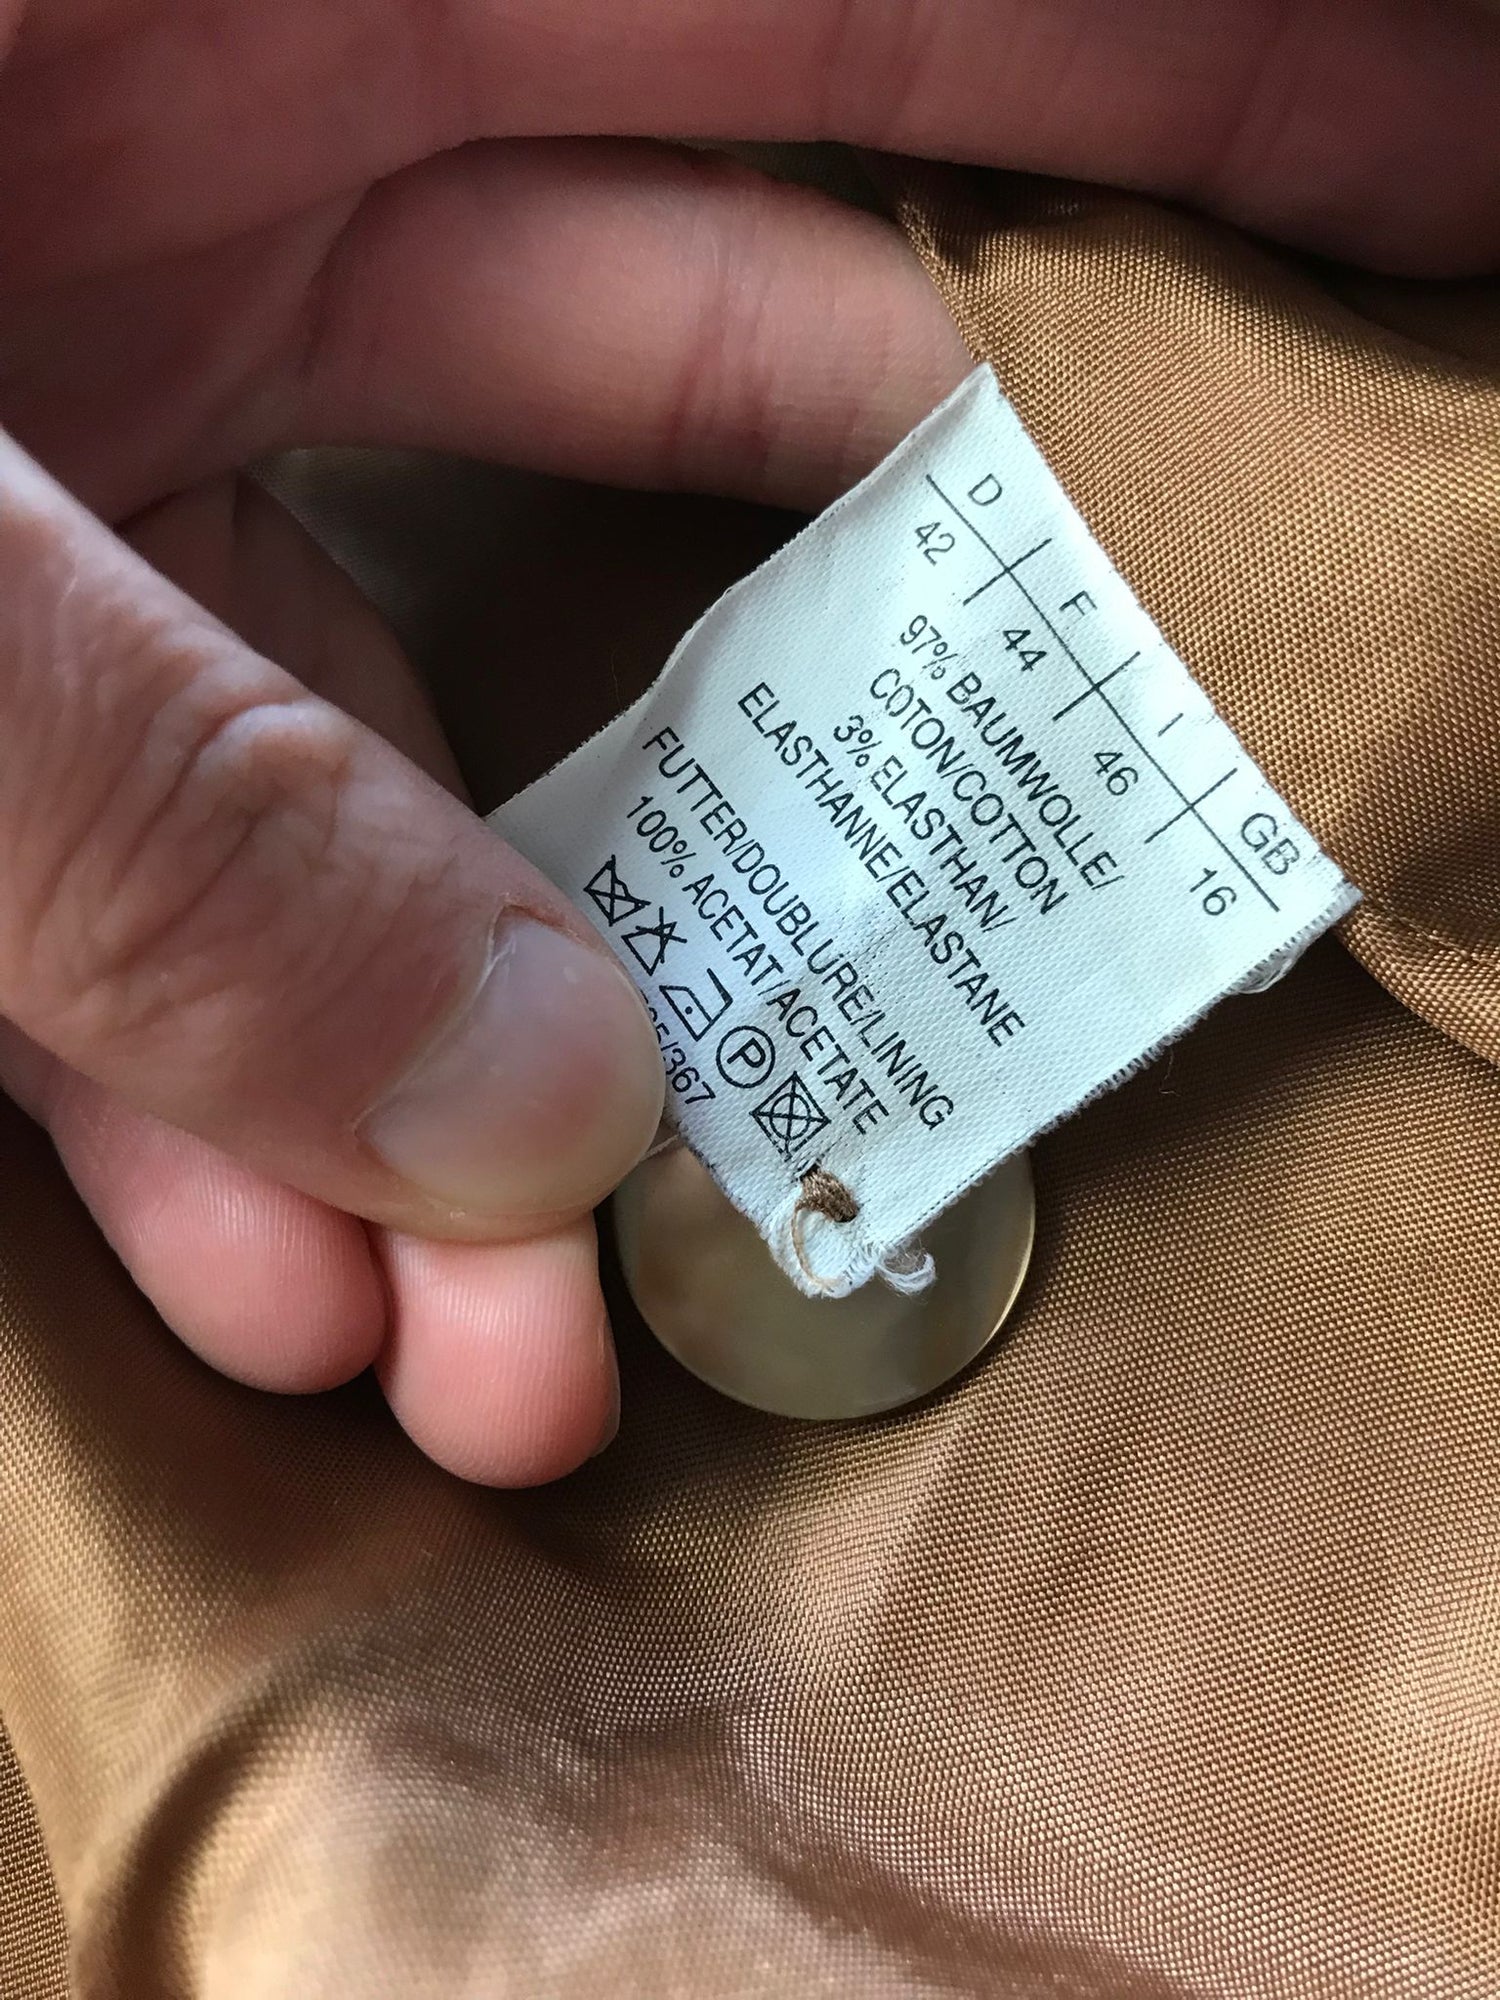 D F I GB
42 44 46 16
97% BAUMWOLLE/
COTON/COTTON
3% ELASTHAN/
ELASTHANNE/ELASTANE
FUTTER/DOUBLURE/LINING
100% ACETAT/ACETATE
P
/367